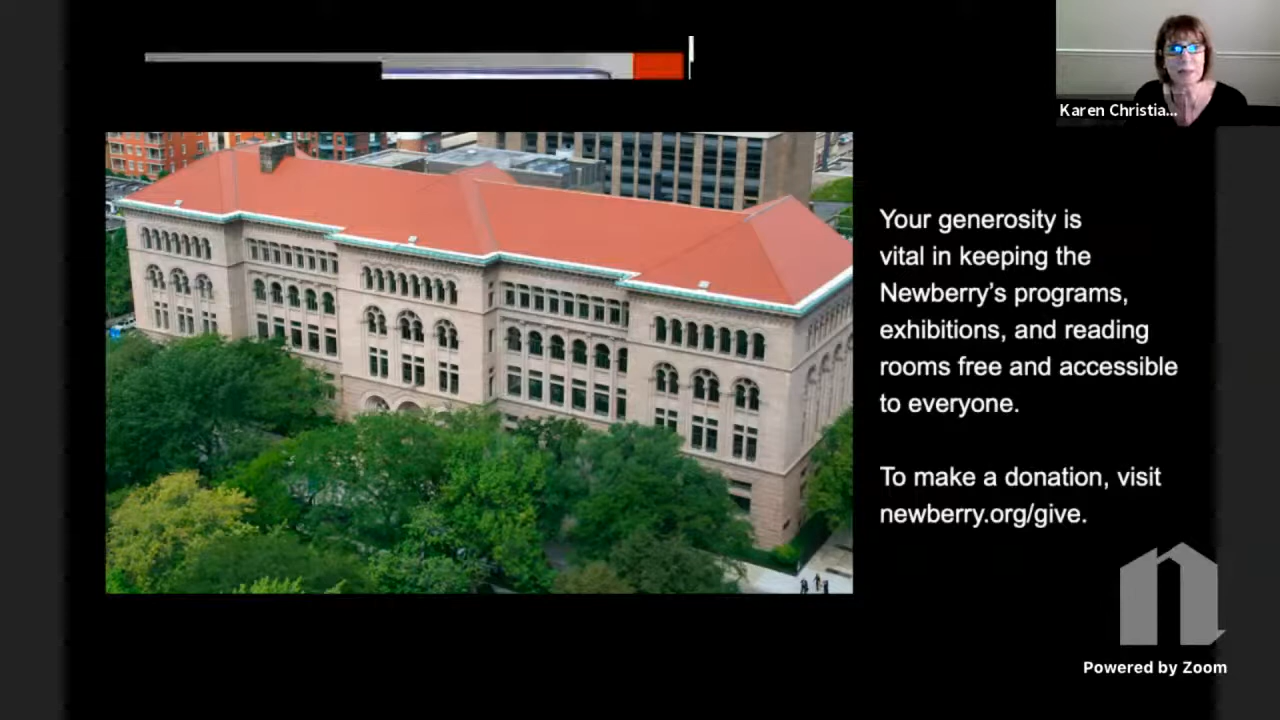 Karen Christia...
Your generosity is
vital in keeping the
Newberry’s programs,
exhibitions, and reading
rooms free and accessible
to everyone.
To make a donation, visit
newberry.org/give.
Powered by Zoom